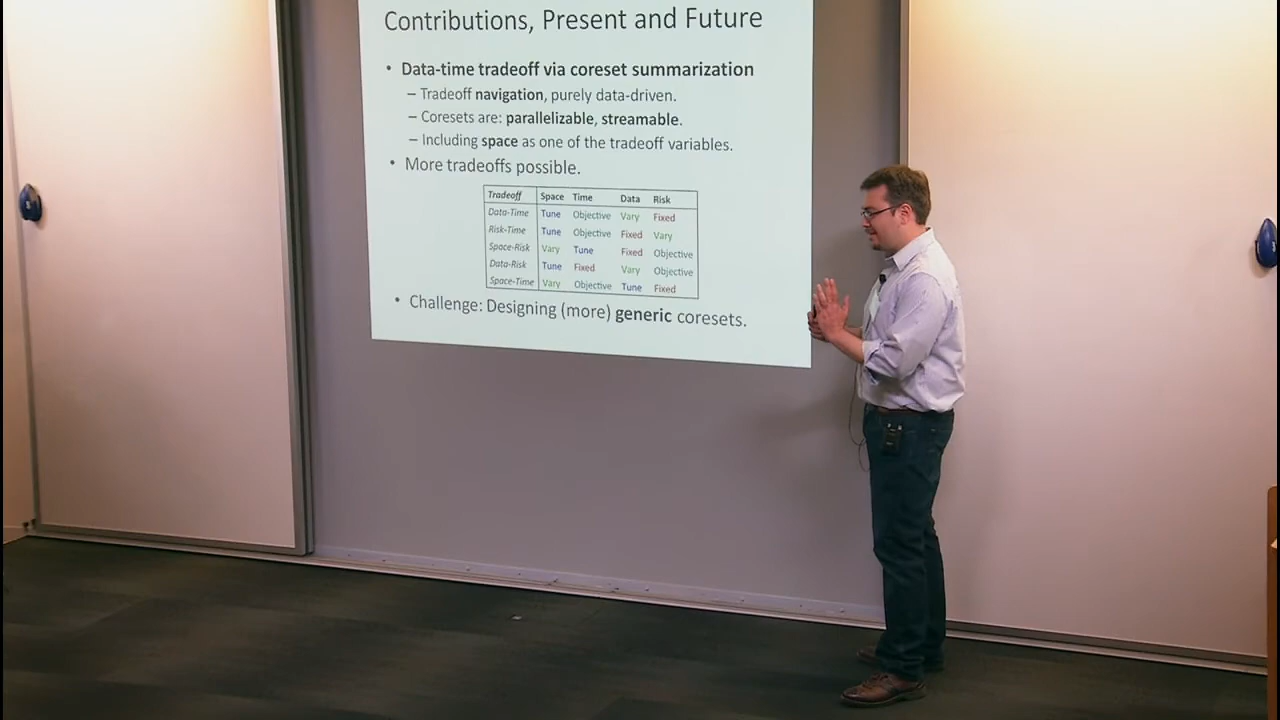 Contributions, Present and Future
• Data-time tradeoff via coreset summarization
– Tradeoff navigation, purely data-driven.
– Coresets are: parallelizable, streamable.
– Including space as one of the tradeoff variables.
• More tradeoffs possible.
Tradeoff Space Time Data Risk
Data-Time Tune Objective Vary Fixed
Risk-Time Tune Objective Fixed Vary
Space-Risk Vary Tune Fixed Objective
Data-Risk Tune Fixed Vary Objective
Space-Time Vary Objective Tune Fixed
• Challenge: Designing (more) generic coresets.